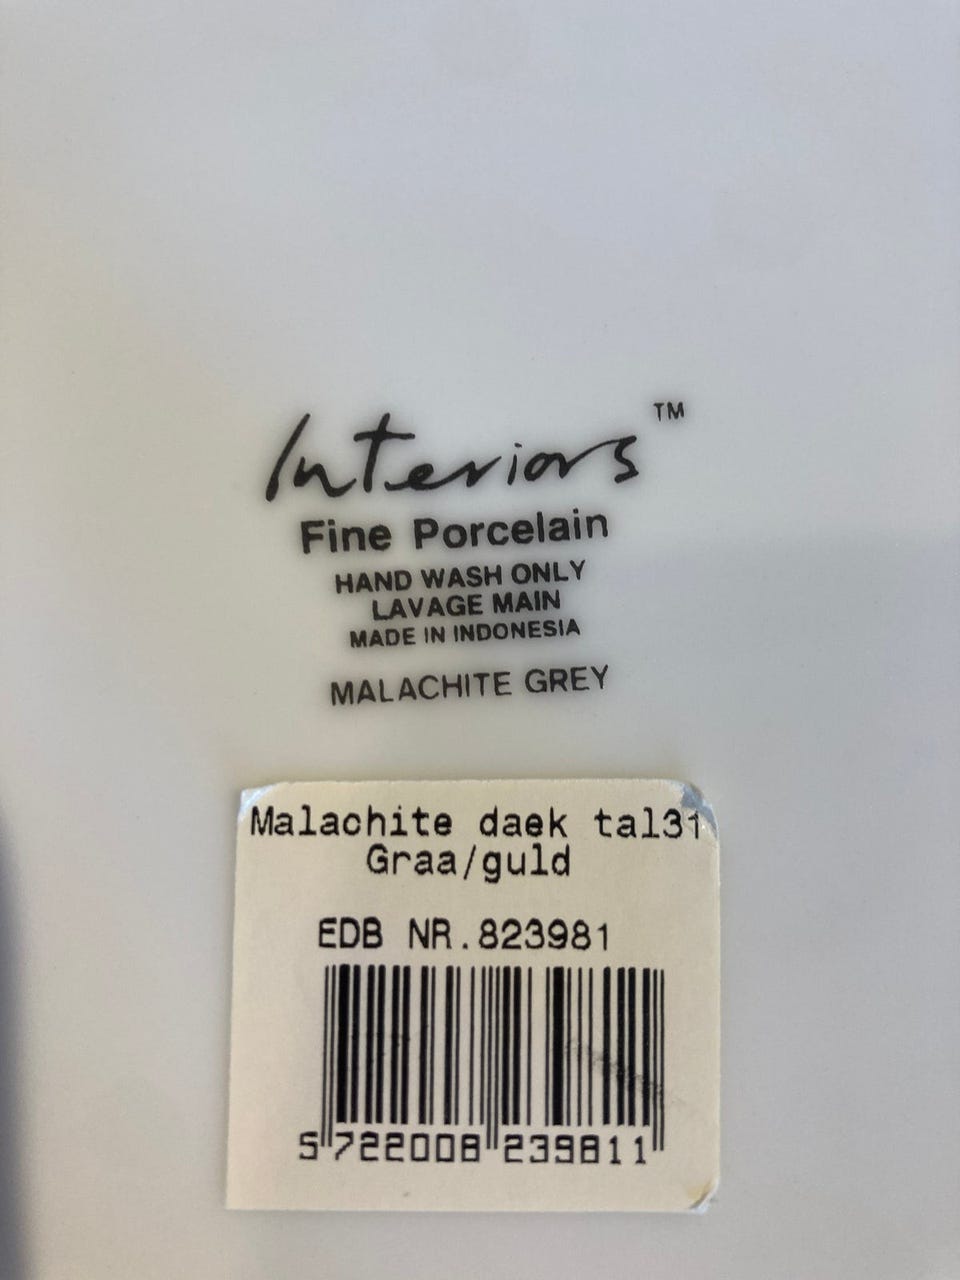 Interiors™
Fine Porcelain
HAND WASH ONLY
LAVAGE MAIN
MADE IN INDONESIA
MALACHITE GREY
Malachite daek tal31
Graa/guld
EDB NR.823981
5 722008 239811